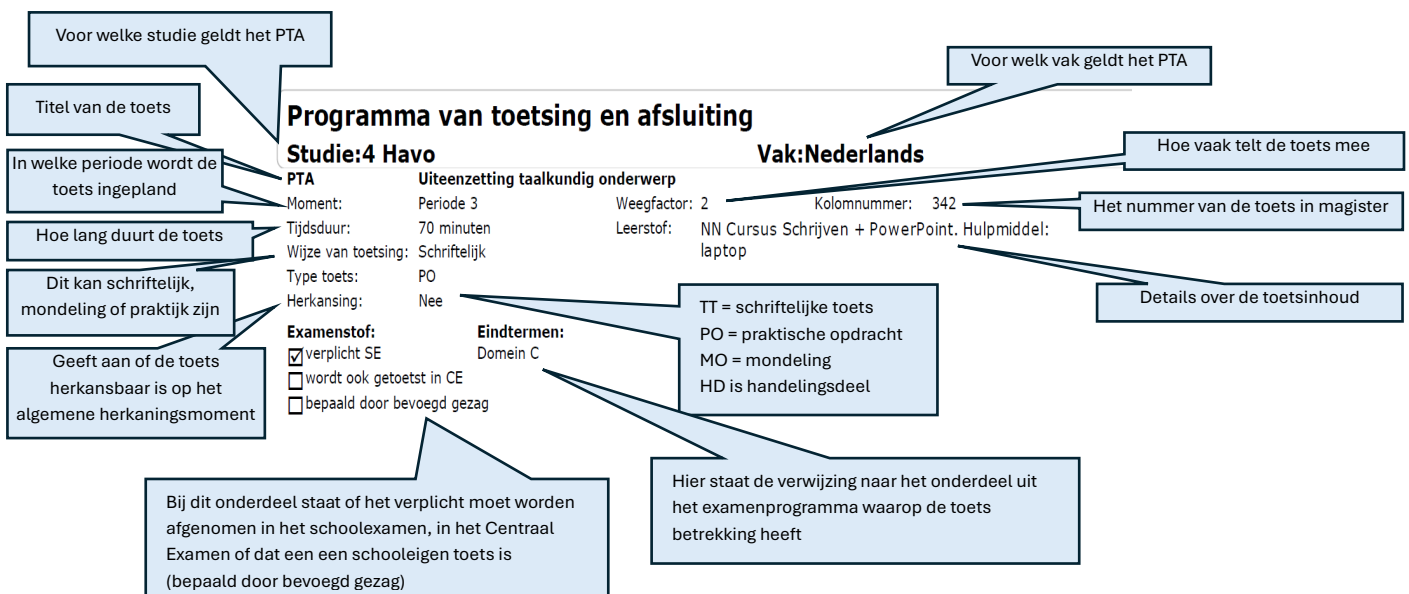 Voor welke studie geldt het PTA
Voor welk vak geldt het PTA
Titel van de toets
Programma van toetsing en afsluiting
Studie:4 Havo
Vak:Nederlands
Hoe vaak telt de toets mee
In welke periode wordt de
toets ingepland
PTA Uiteenzetting taalkundig onderwerp
Moment: Periode 3 Weegfactor: 2 Kolomnummer: 342
Het nummer van de toets in magister
Hoe lang duurt de toets
Tijdsduur: 70 minuten Leerstof: NN Cursus Schrijven + PowerPoint. Hulpmiddel:
laptop
Wijze van toetsing: Schriftelijk
Dit kan schriftelijk,
mondeling of praktijk zijn
Type toets: PO
Herkansing: Nee
Details over de toetsinhoud
TT = schriftelijke toets
PO = praktische opdracht
MO = mondeling
HD is handelingsdeel
Examenstof: Eindtermen:
verplicht SE Domein C
wordt ook getoetst in CE
bepaald door bevoegd gezag
Geeft aan of de toets
herkansbaar is op het
algemene herkaningsmoment
Hier staat de verwijzing naar het onderdeel uit
het examenprogramma waarop de toets
betrekking heeft
Bij dit onderdeel staat of het verplicht moet worden
afgenomen in het schoolexamen, in het Centraal
Examen of dat een een schooleigen toets is
(bepaald door bevoegd gezag)